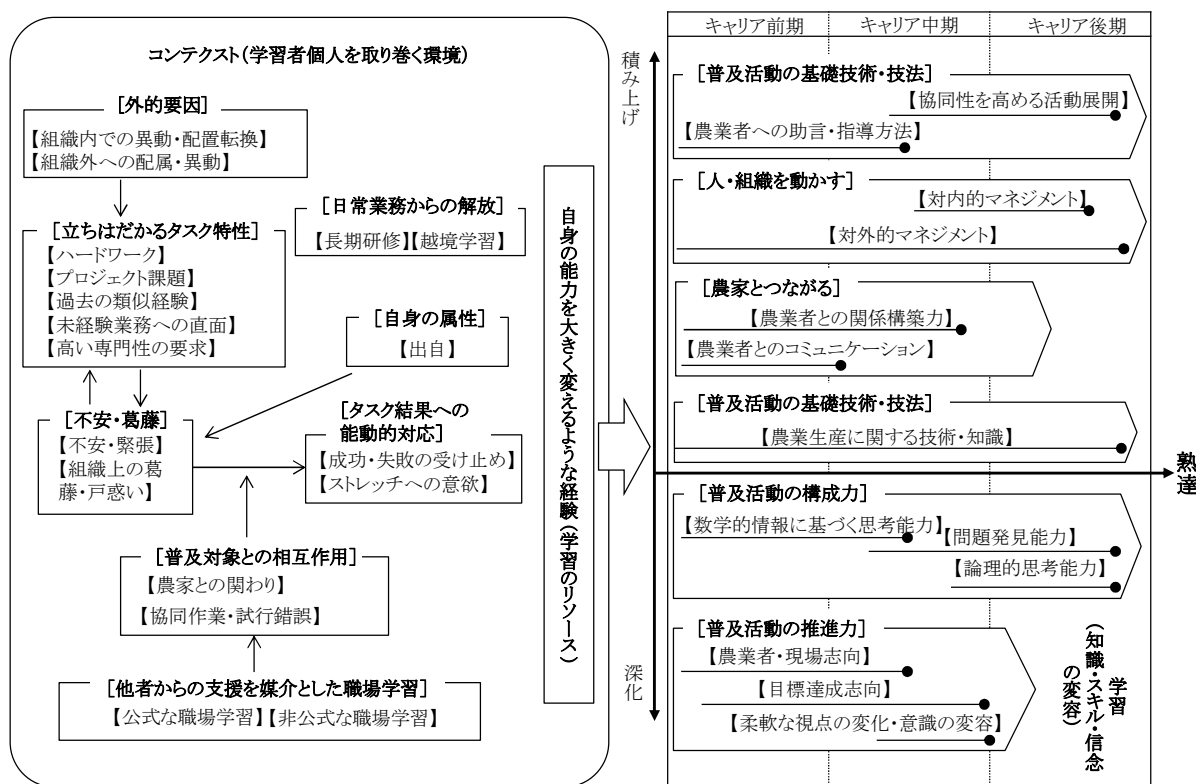 コンテクスト(学習者個人を取り巻く環境)
[外的要因]
【組織内での異動・配置転換】
【組織外への配属・異動】
[日常業務からの解放]
【長期研修】【越境学習】
[立ちはだかるタスク特性]
【ハードワーク】
【プロジェクト課題】
【過去の類似経験】
【未経験業務への直面】
【高い専門性の要求】
[自身の属性]
【出自】
[不安・葛藤]
【不安・緊張】
【組織上の葛
藤・戸惑い】
[タスク結果への
能動的対応]
【成功・失敗の受け止め】
【ストレッチへの意欲】
[普及対象との相互作用]
【農家との関わり】
【協同作業・試行錯誤】
[他者からの支援を媒介とした職場学習]
【公式な職場学習】【非公式な職場学習】
自身の能力を大きく変えるような経験(学習のリソース)
キャリア前期
キャリア中期
キャリア後期
積み上げ
[普及活動の基礎技術・技法]
【協同性を高める活動展開】
【農業者への助言・指導方法】
[人・組織を動かす]
【対内的マネジメント】
【対外的マネジメント】
[農家とつながる]
【農業者との関係構築力】
【農業者とのコミュニケーション】
[普及活動の基礎技術・技法]
【農業生産に関する技術・知識】
熟達
[普及活動の構成力]
【数学的情報に基づく思考能力】
【問題発見能力】
【論理的思考能力】
[普及活動の推進力]
【農業者・現場志向】
【目標達成志向】
【柔軟な視点の変化・意識の変容】
深化
学習
(知識・スキル・信念
の変容)